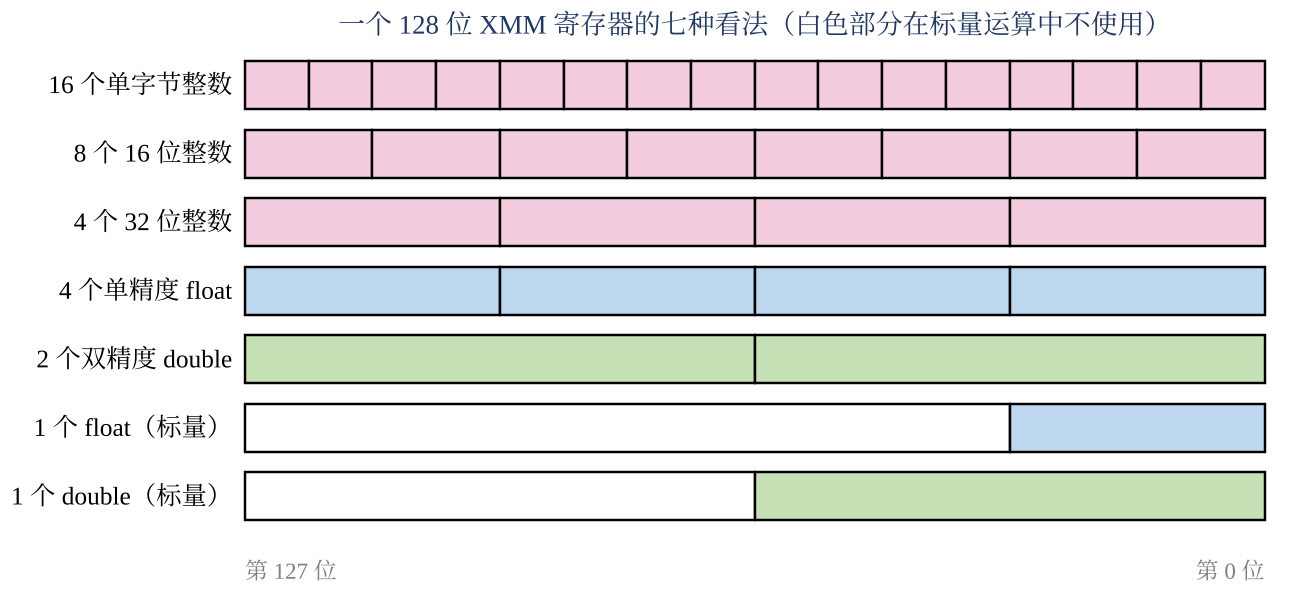 一个 128 位 XMM 寄存器的七种看法（白色部分在标量运算中不使用）
16 个单字节整数
8 个 16 位整数
4 个 32 位整数
4 个单精度 float
2 个双精度 double
1 个 float（标量）
1 个 double（标量）
第 127 位
第 0 位